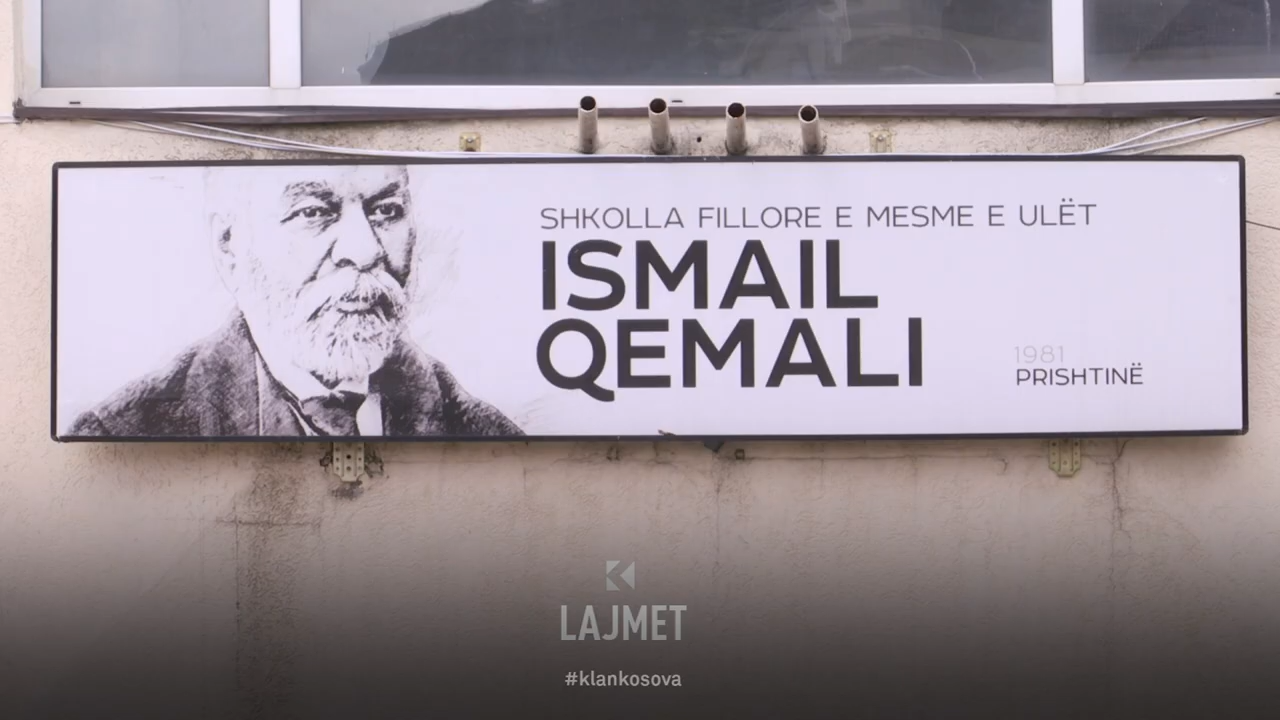 SHKOLLA FILLORE E MESME E ULËT
ISMAIL
QEMALI
1981
PRISHTINË
LAJMET
#klankosova